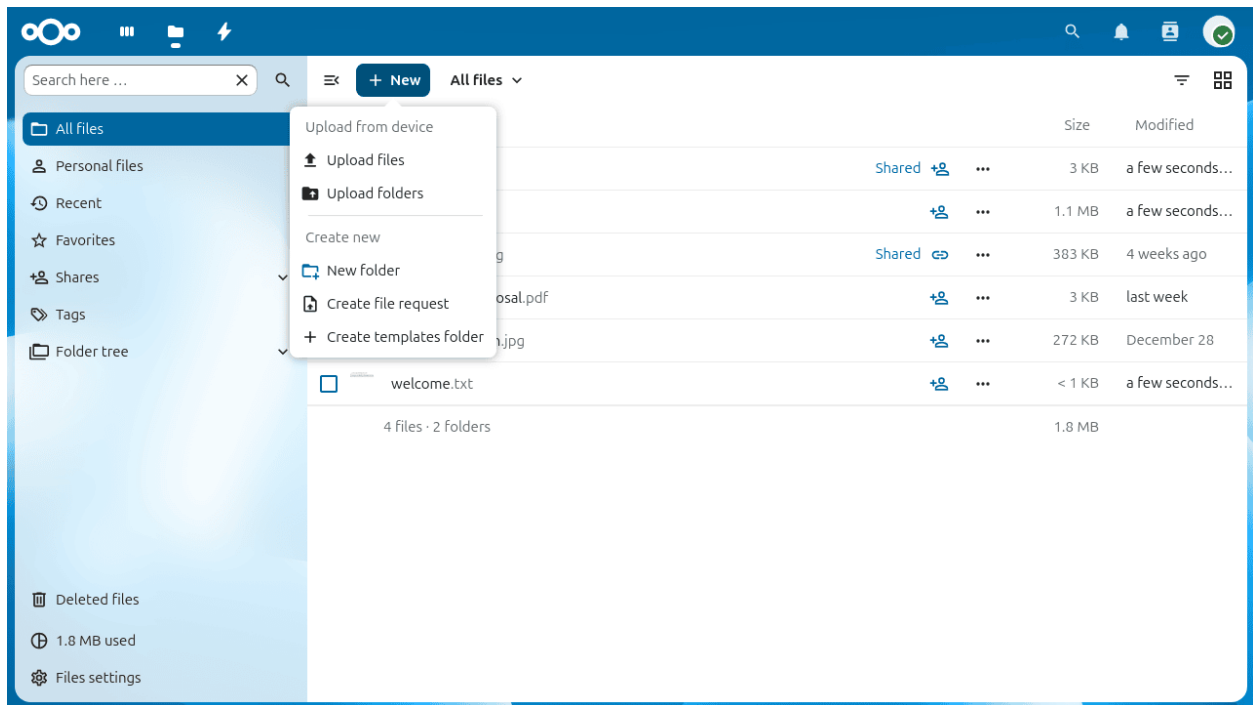 Search here ...
New
All files
All files
Personal files
Recent
Favorites
Shares
Tags
Folder tree
Deleted files
1.8 MB used
Files settings
Upload from device
Upload files
Upload folders
Create new
New folder
Create file request
Create templates folder
Size Modified
Shared 3 KB a few seconds...
1.1 MB a few seconds...
g Shared 383 KB 4 weeks ago
osal.pdf 3 KB last week
.jpg 272 KB December 28
welcome.txt < 1 KB a few seconds...
4 files · 2 folders 1.8 MB